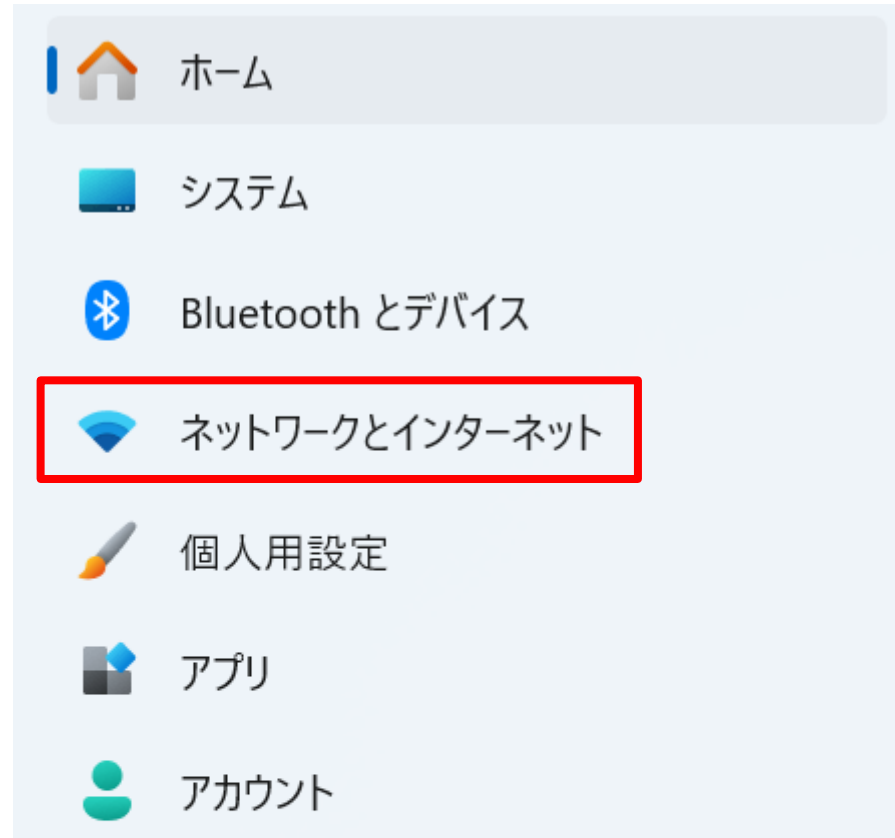 ホーム
システム
Bluetooth とデバイス
ネットワークとインターネット
個人用設定
アプリ
アカウント